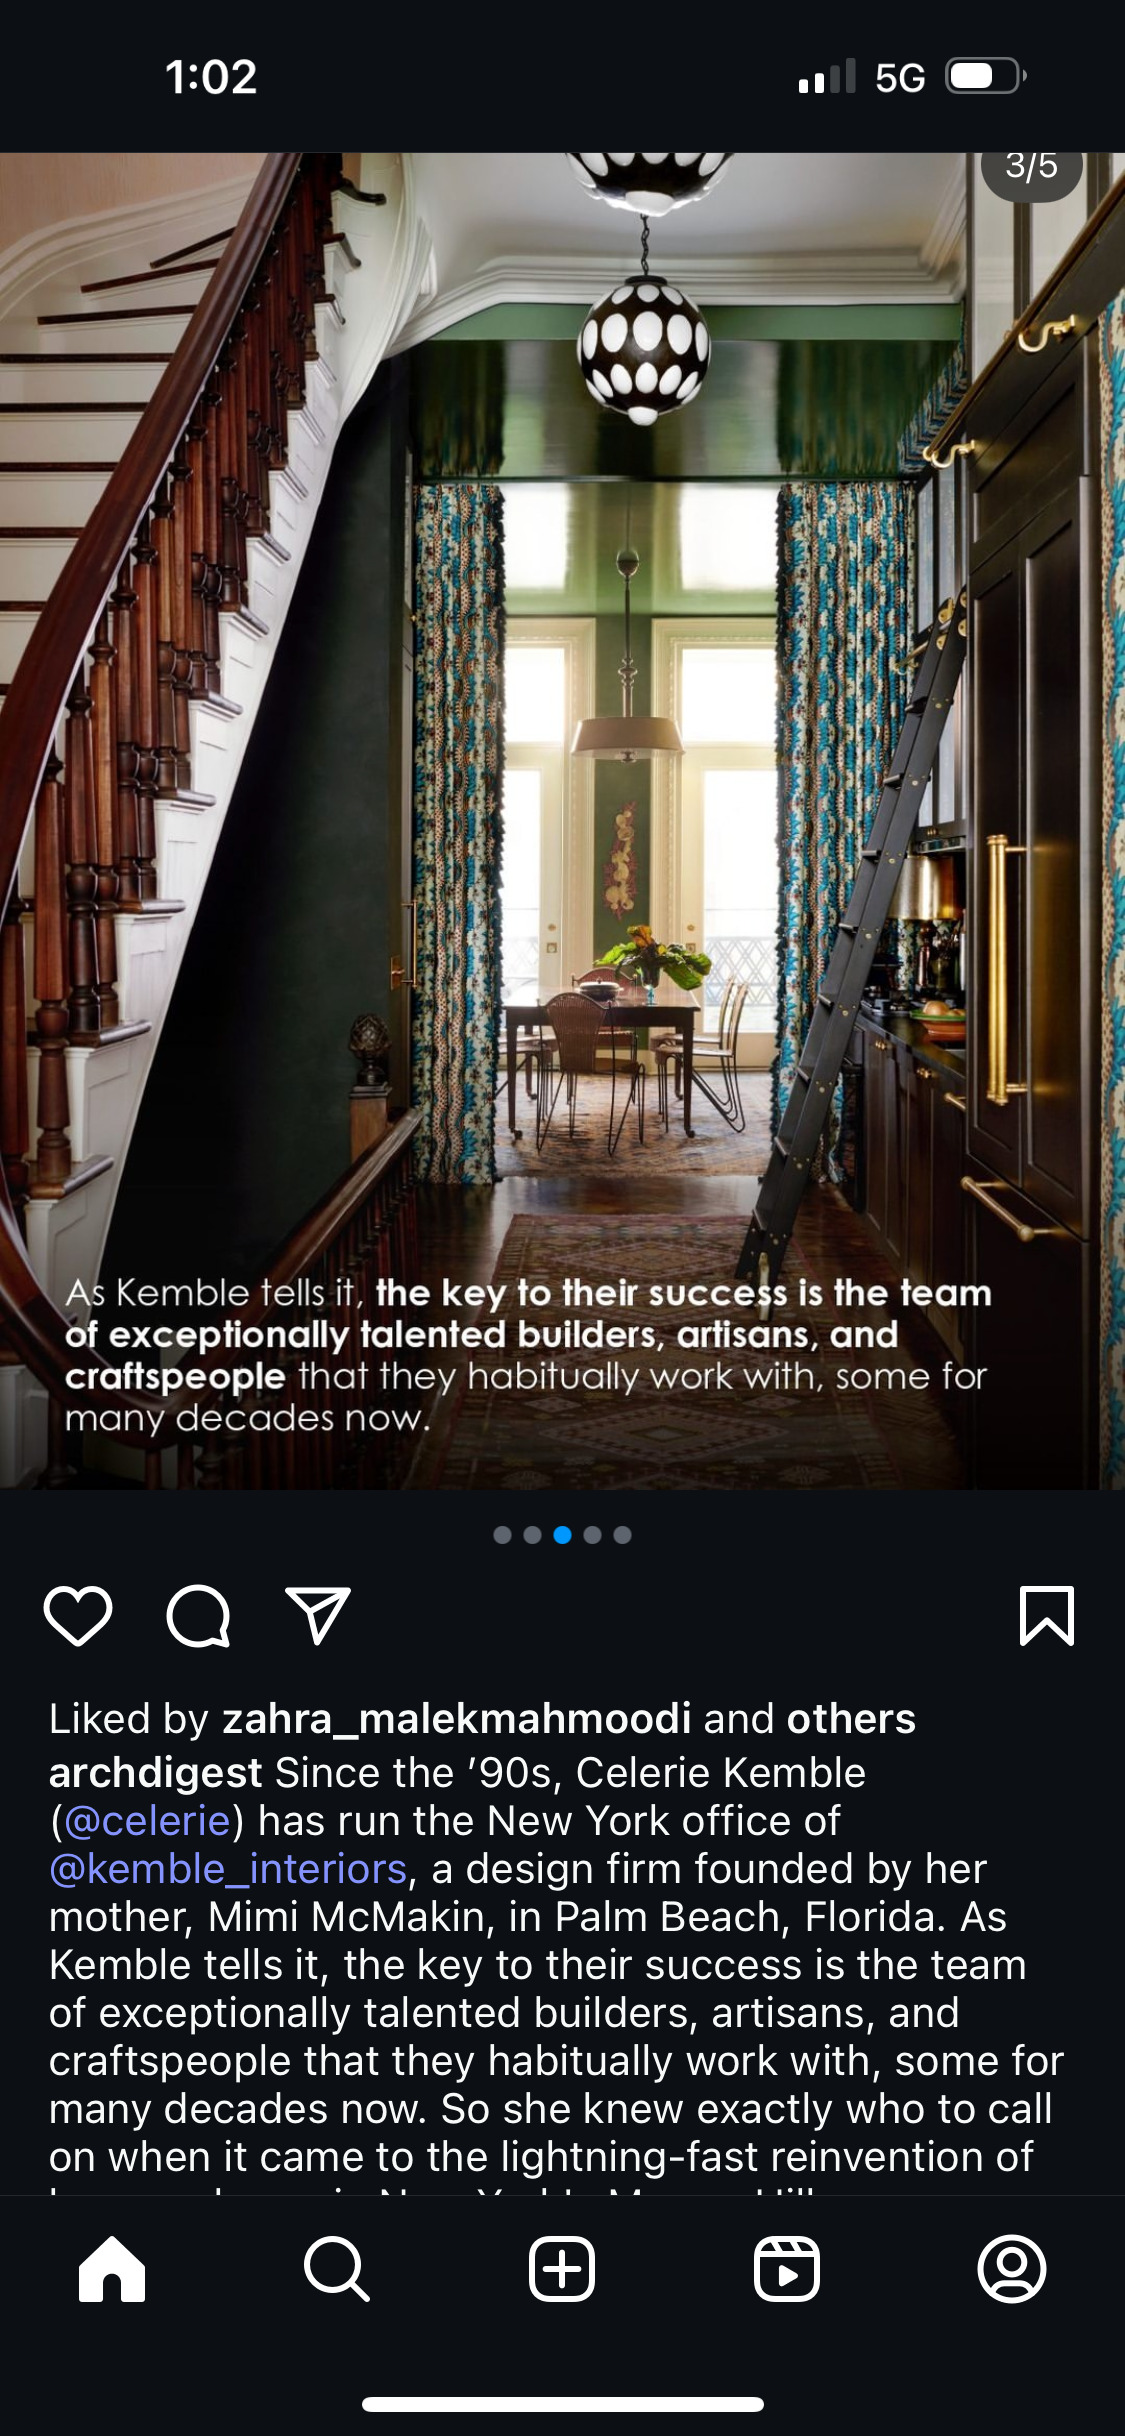 1:02
5G
3/5
As Kemble tells it, the key to their success is the team
of exceptionally talented builders, artisans, and
craftspeople that they habitually work with, some for
many decades now.
Liked by zahra_malekmahmoodi and others
archdigest Since the ’90s, Celerie Kemble
(@celerie) has run the New York office of
@kemble_interiors, a design firm founded by her
mother, Mimi McMakin, in Palm Beach, Florida. As
Kemble tells it, the key to their success is the team
of exceptionally talented builders, artisans, and
craftspeople that they habitually work with, some for
many decades now. So she knew exactly who to call
on when it came to the lightning-fast reinvention of